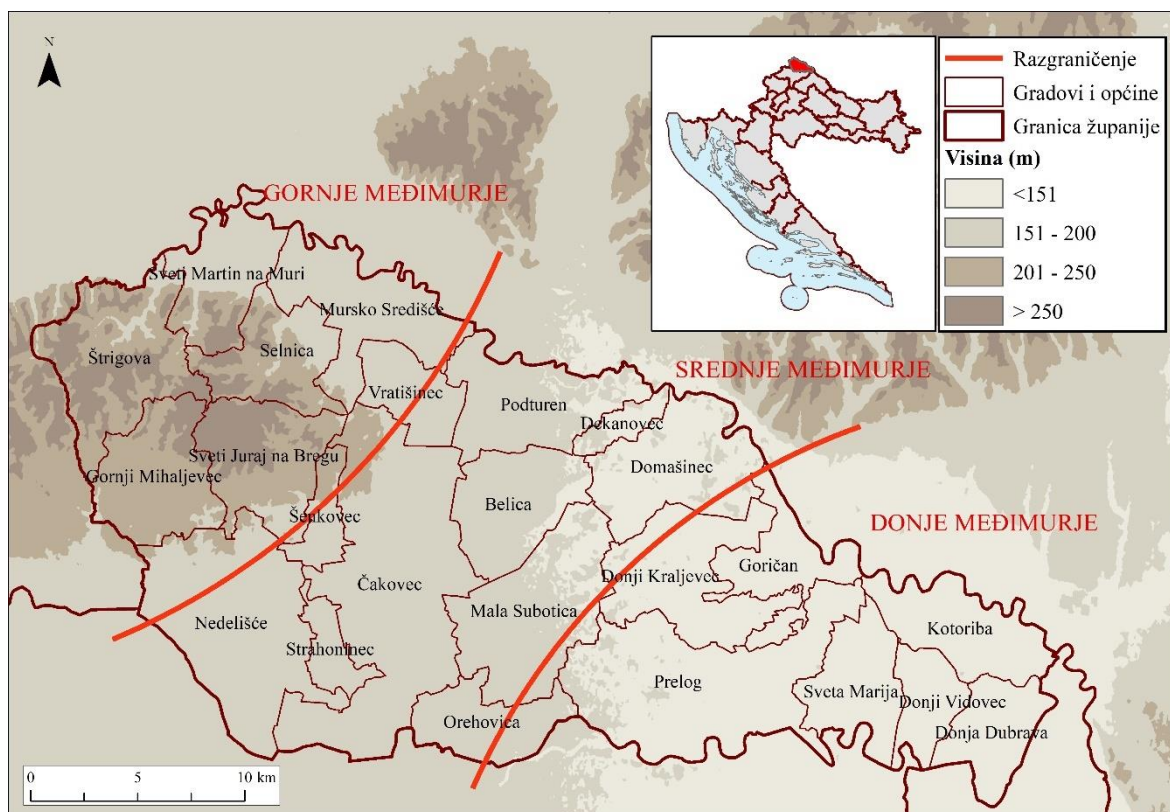 N
Razgraničenje
Gradovi i općine
Granica županije
Visina (m)
<151
151 - 200
201 - 250
> 250
GORNJE MEĐIMURJE
Sveti Martin na Muri
Mursko Središće
Štrigova
Selnica
Vratišinec
SREDNJE MEĐIMURJE
Podturen
Dekanovec
Sveti Juraj na Bregu
Domašinec
Gornji Mihaljevec
Belica
Šenkovec
DONJE MEĐIMURJE
Goričan
Donji Kraljevec
Čakovec
Mala Subotica
Nedelišće
Kotoriba
Strahoninec
Prelog
Sveta Marija
Donji Vidovec
Orehovica
Donja Dubrava
0 5 10 km